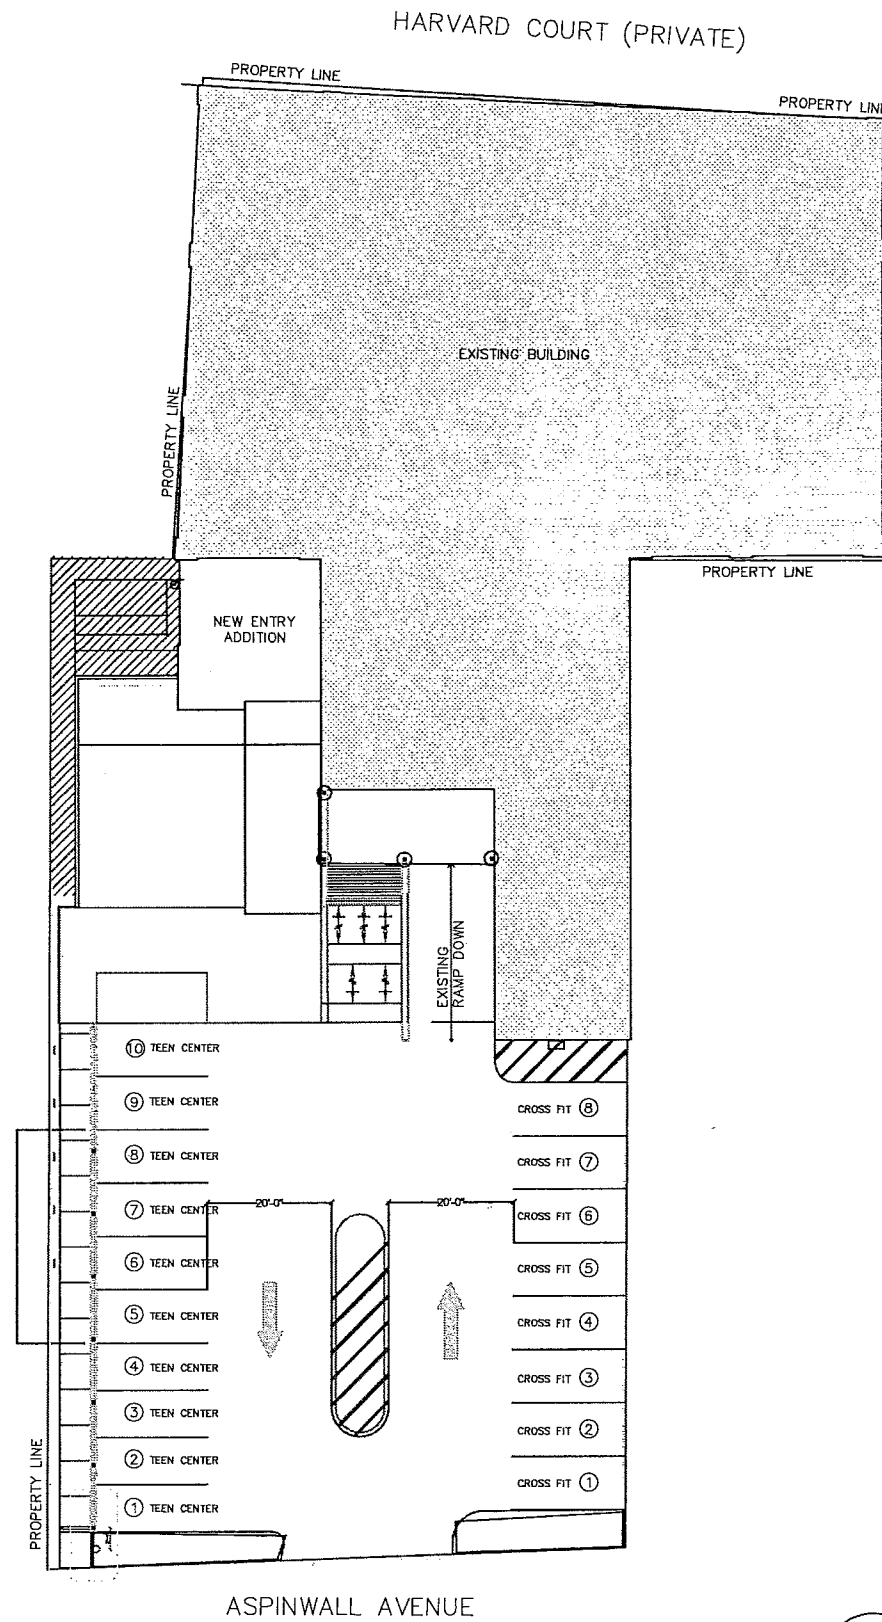 HARVARD COURT (PRIVATE)
PROPERTY LINE
PROPERTY LINE
EXISTING BUILDING
PROPERTY LINE
PROPERTY LINE
NEW ENTRY
ADDITION
EXISTING
RAMP DOWN
10 TEEN CENTER
9 TEEN CENTER
CROSS FIT 8
8 TEEN CENTER
CROSS FIT 7
20'-0"
20'-0"
7 TEEN CENTER
CROSS FIT 6
6 TEEN CENTER
CROSS FIT 5
5 TEEN CENTER
CROSS FIT 4
4 TEEN CENTER
CROSS FIT 3
3 TEEN CENTER
CROSS FIT 2
2 TEEN CENTER
CROSS FIT 1
1 TEEN CENTER
PROPERTY LINE
ASPINWALL AVENUE